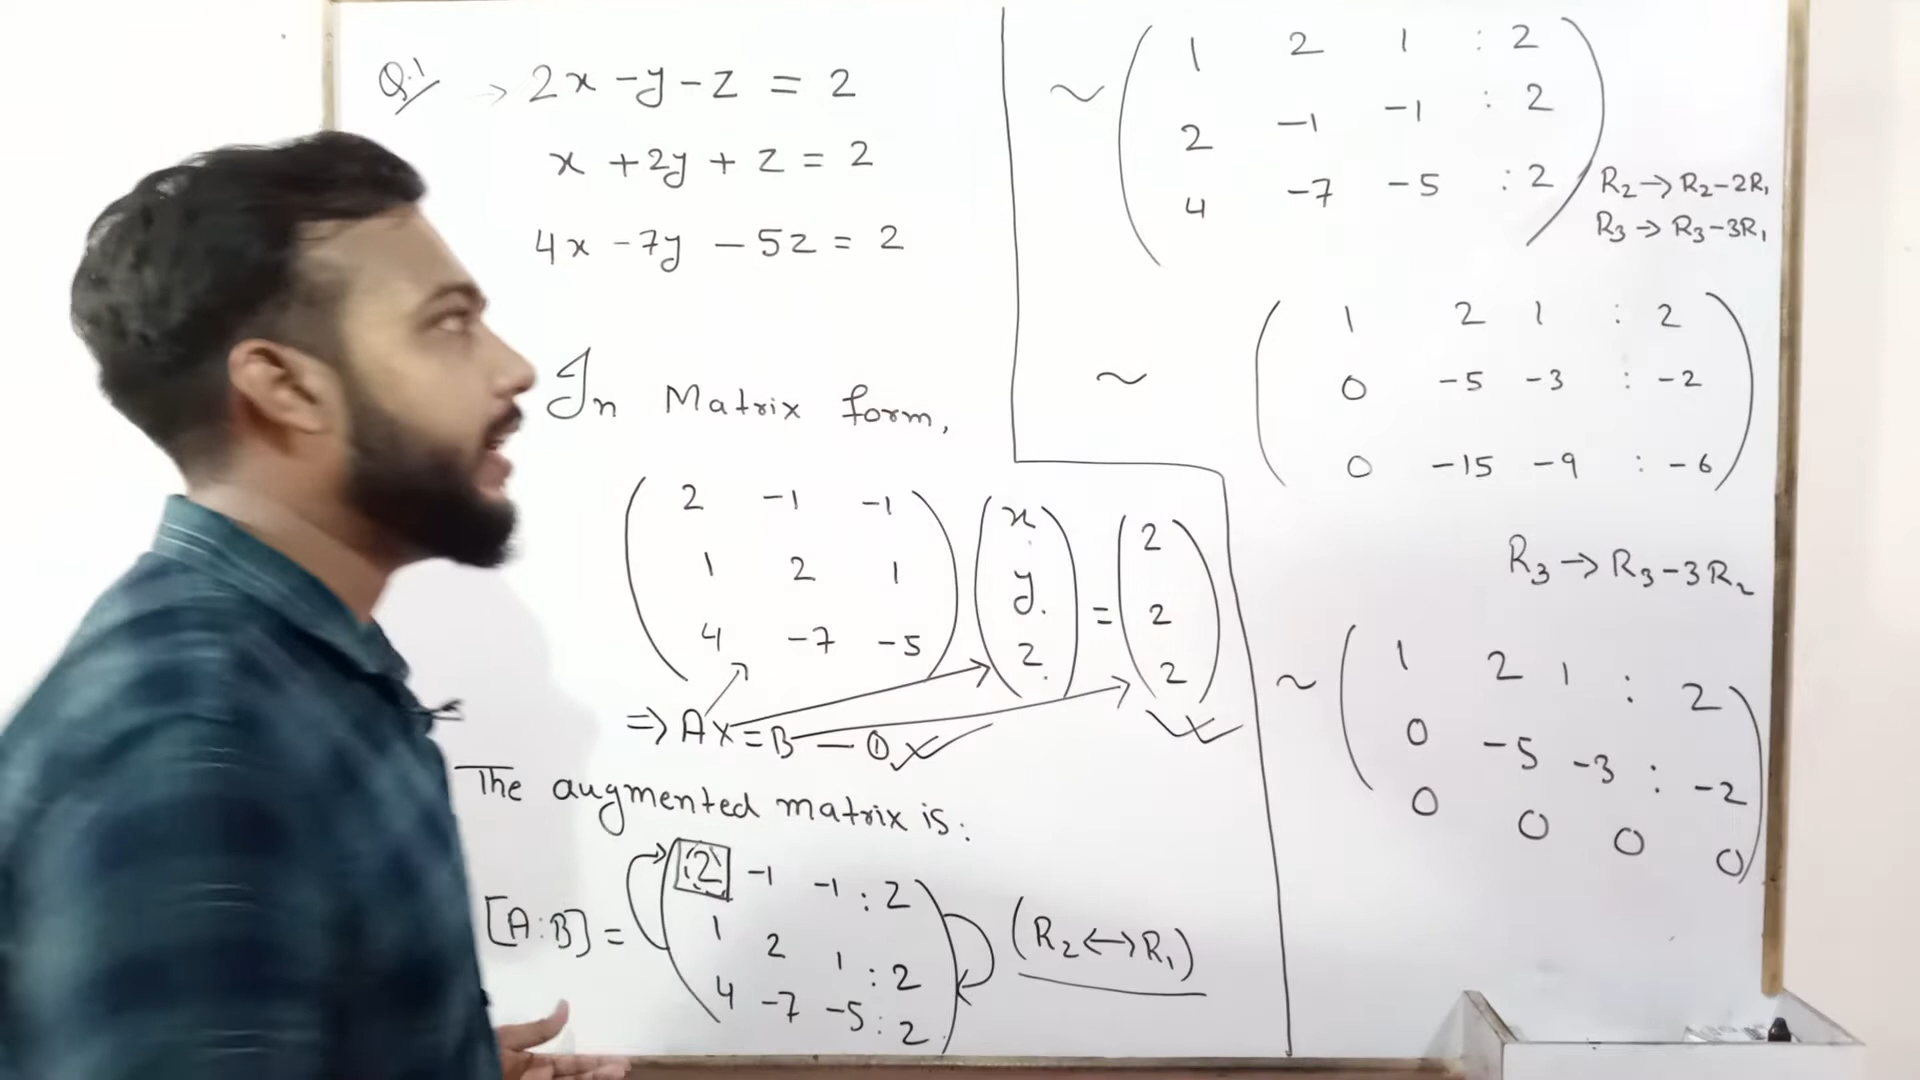 Q.1 → 2x - y - z = 2
x + 2y + z = 2
4x - 7y - 5z = 2
In Matrix form,
( 2 -1 -1 ) ( x ) ( 2 )
( 1 2 1 ) ( y ) = ( 2 )
( 4 -7 -5 ) ( z ) ( 2 )
⇒ AX = B — ①
The augmented matrix is:
( 2 -1 -1 : 2 )
[A:B] = ( 1 2 1 : 2 ) (R2 ↔ R1)
( 4 -7 -5 : 2 )
( 1 2 1 : 2 )
~ ( 2 -1 -1 : 2 )
( 4 -7 -5 : 2 )
R2 → R2 - 2R1
R3 → R3 - 3R1
( 1 2 1 : 2 )
~ ( 0 -5 -3 : -2 )
( 0 -15 -9 : -6 )
R3 → R3 - 3R2
~ ( 1 2 1 : 2 )
( 0 -5 -3 : -2 )
( 0 0 0 0 )